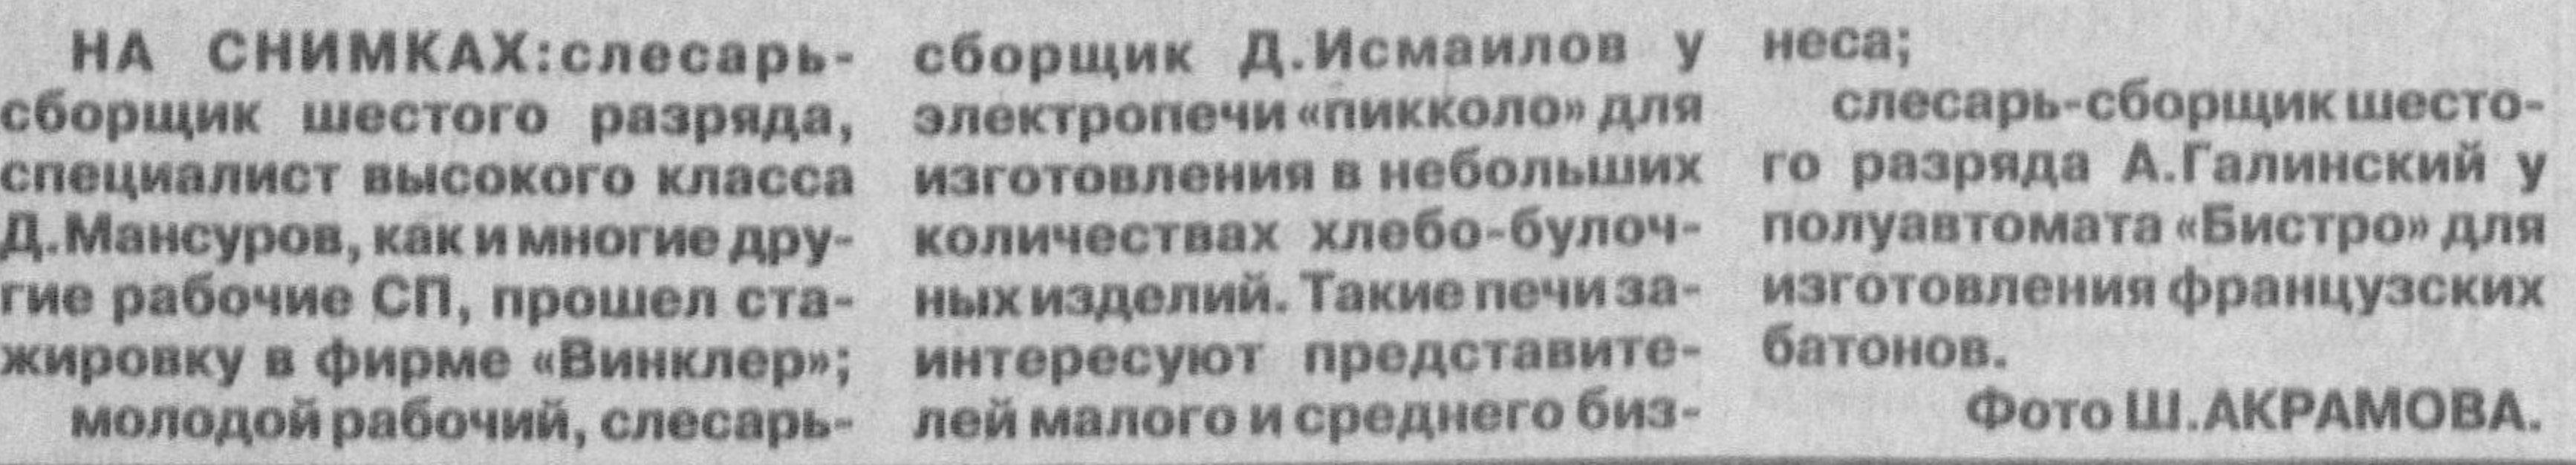 НА СНИМКАХ:слесарь-
сборщик шестого разряда,
специалист высокого класса
Д.Мансуров, как и многие дру-
гие рабочие СП, прошел ста-
жировку в фирме «Винклер»;
молодой рабочий, слесарь-
сборщик Д.Исмаилов у
электропечи «пикколо» для
изготовления в небольших
количествах хлебо-булоч-
ных изделий. Такие печи за-
интересуют представите-
лей малого и среднего биз-
неса;
слесарь-сборщик шесто-
го разряда А.Галинский у
полуавтомата «Бистро» для
изготовления французских
батонов.
Фото Ш.АКРАМОВА.